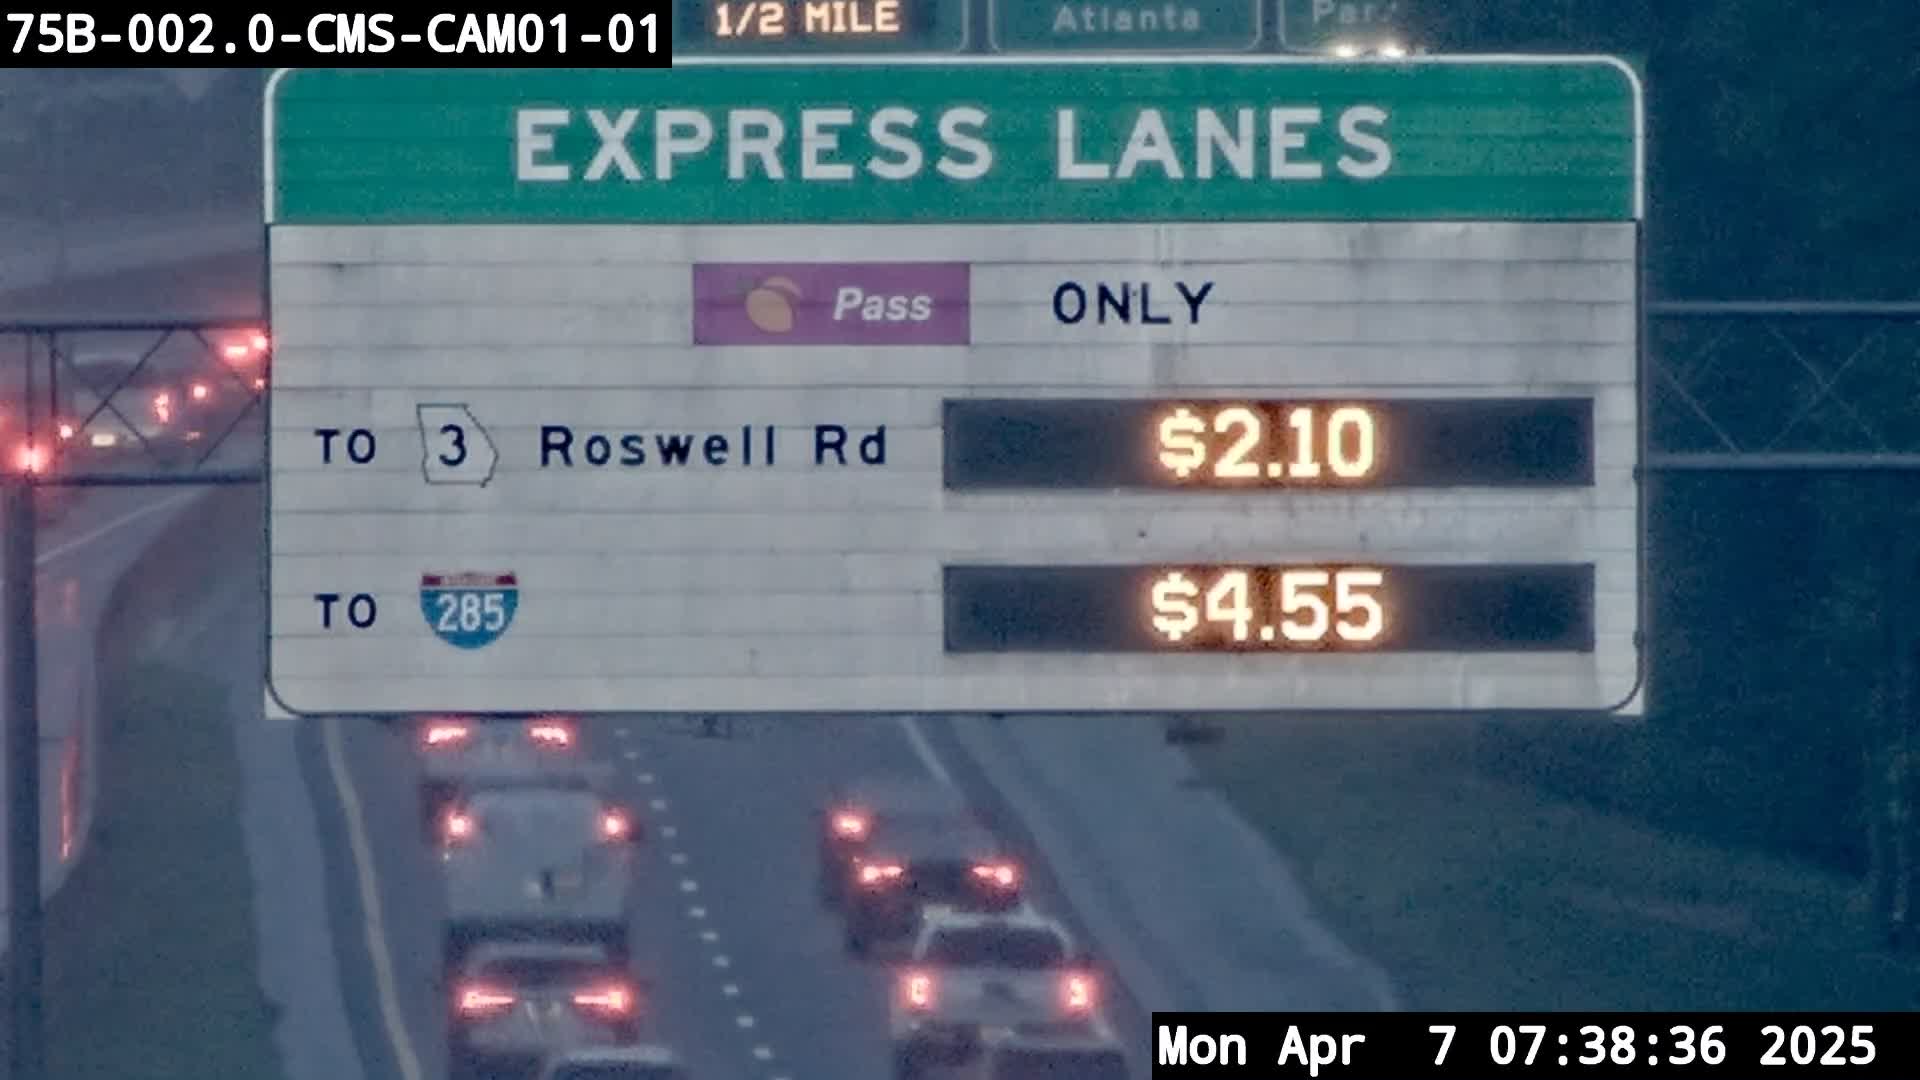 75B-002.0-CMS-CAM01-01
1/2 MILE
Atlanta
EXPRESS LANES
Pass ONLY
TO 3 Roswell Rd $2.10
TO 285 $4.55
Mon Apr 7 07:38:36 2025